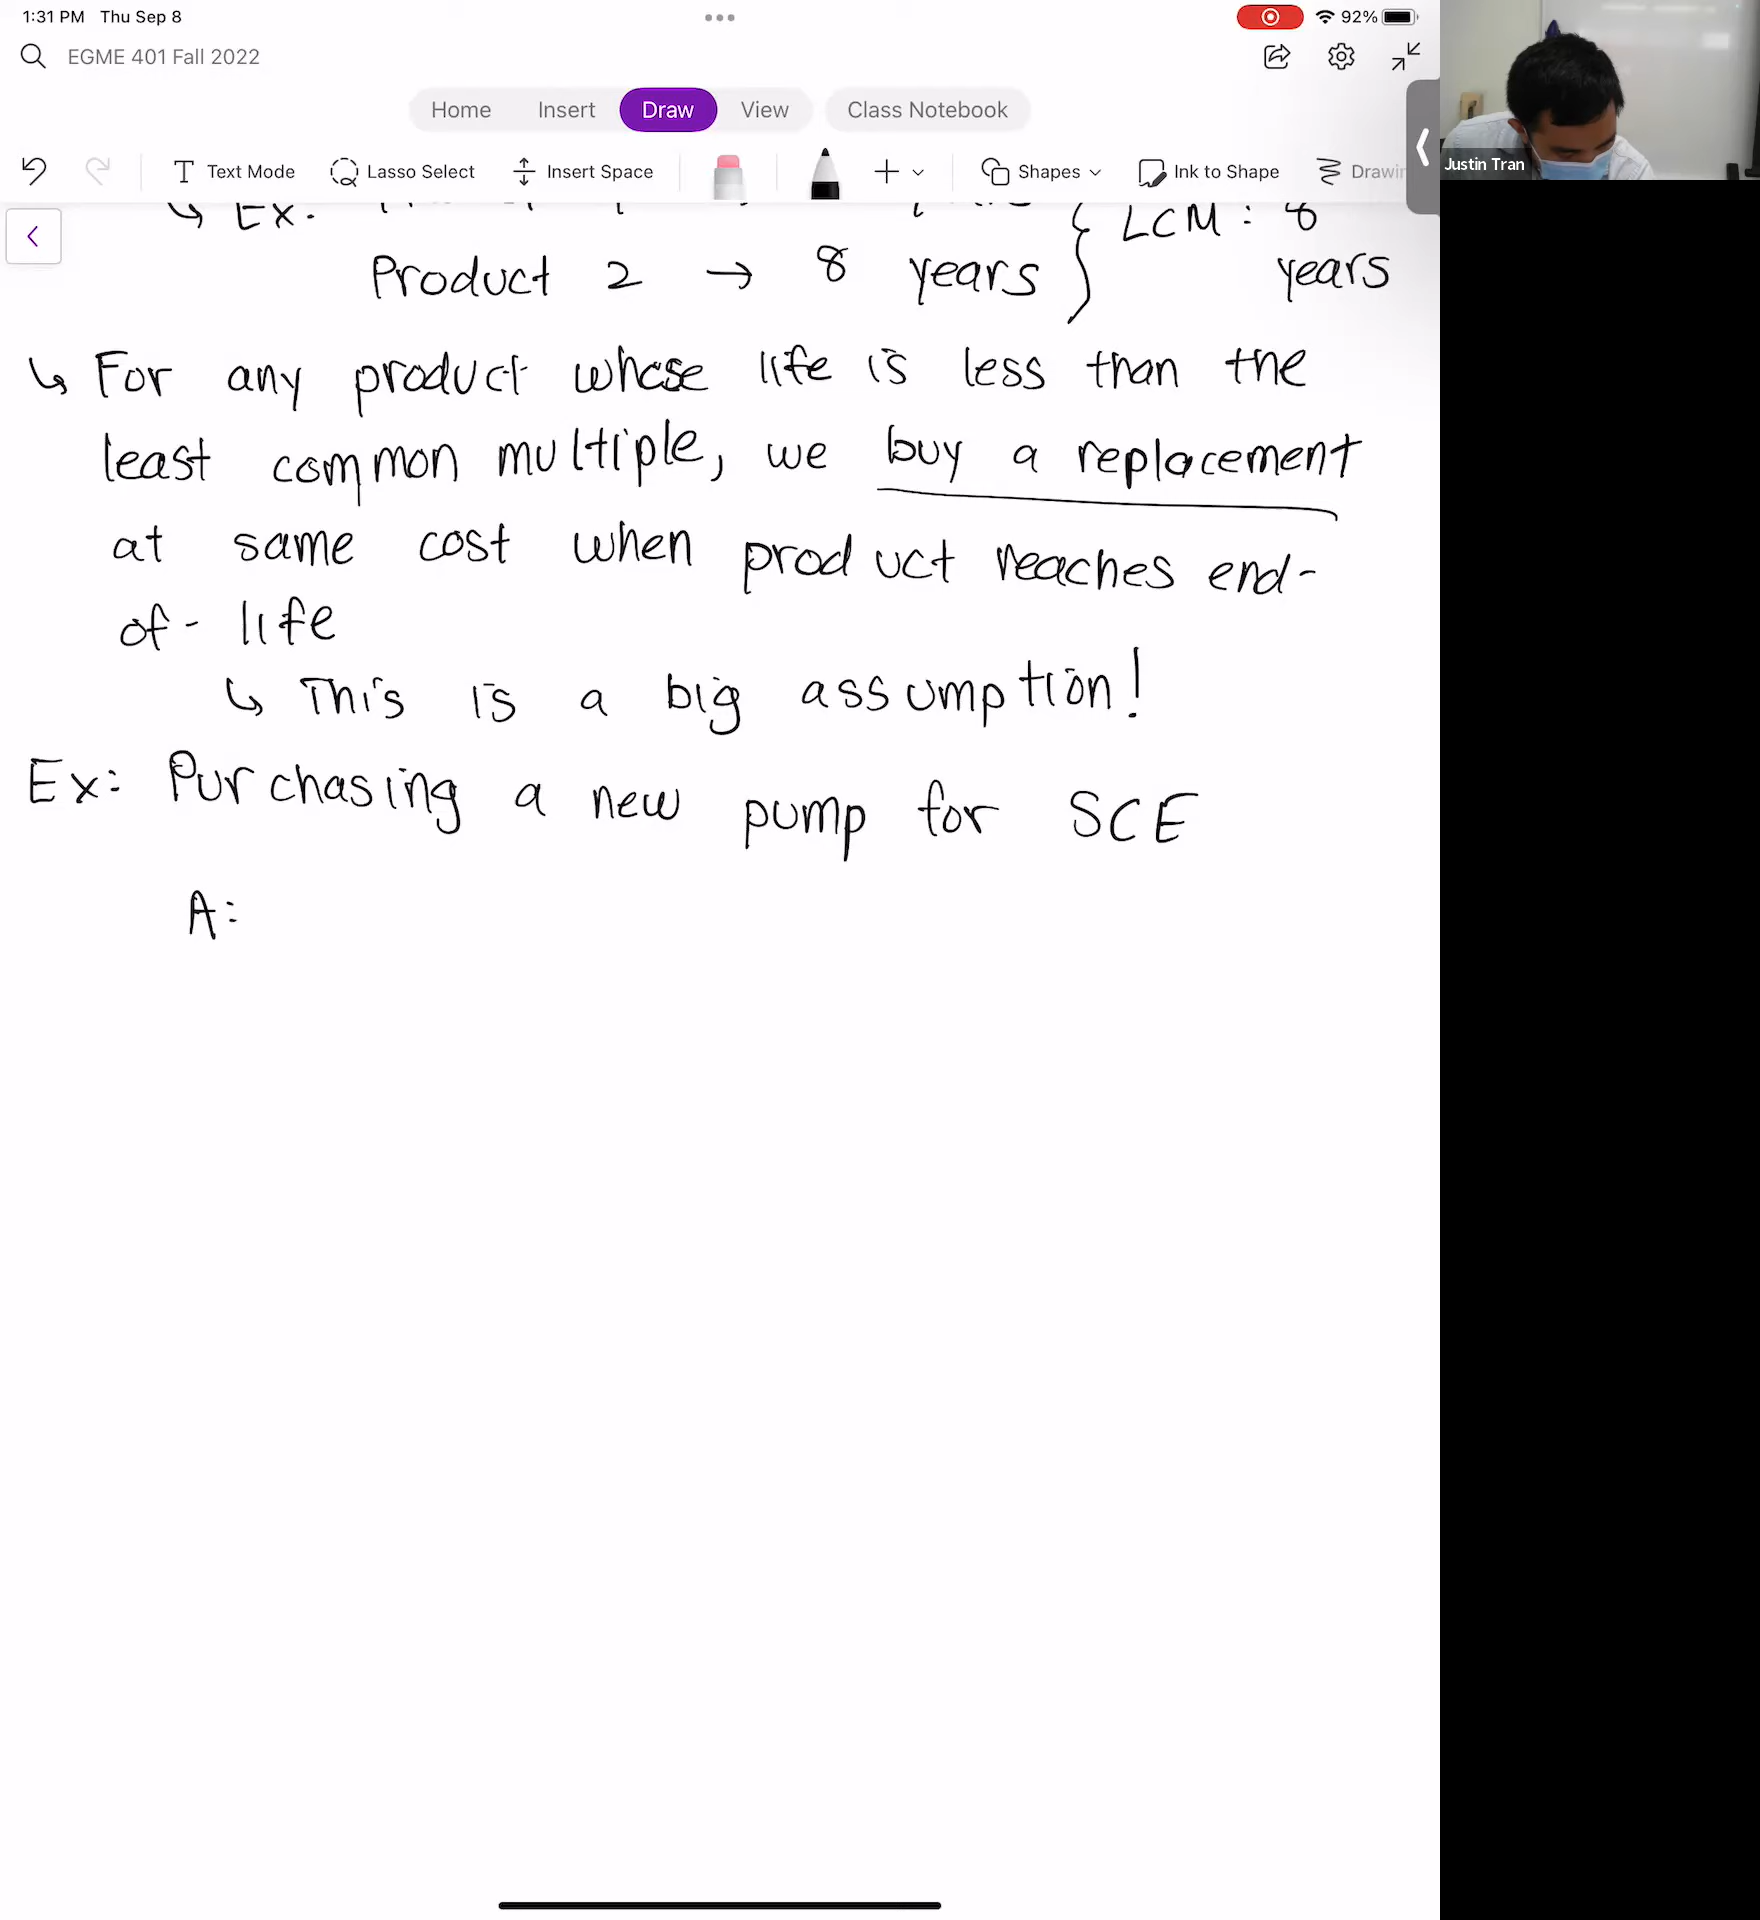 1:31 PM Thu Sep 8
92%
EGME 401 Fall 2022
Home Insert Draw View Class Notebook
Text Mode Lasso Select Insert Space Shapes Ink to Shape
Justin Tran
Ex: LCM: 8
Product 2 → 8 years years
↳ For any product whose life is less than the
least common multiple, we buy a replacement
at same cost when product reaches end-
of-life
↳ This is a big assumption!
Ex: Purchasing a new pump for SCE
A: